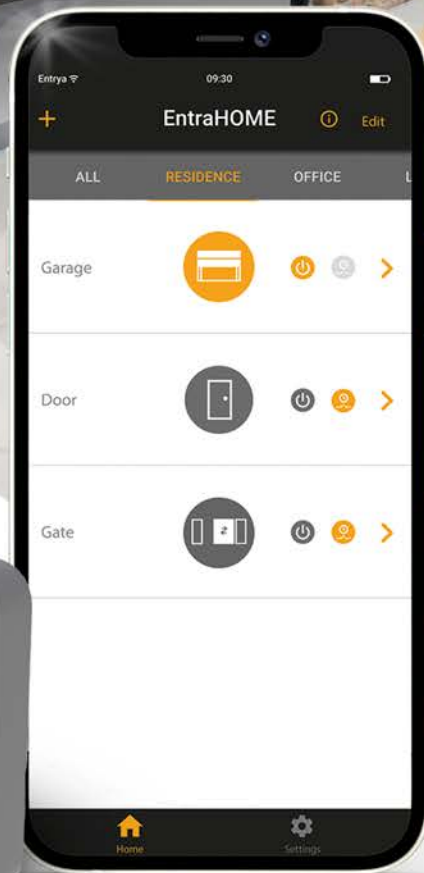 Entrya 09:30
EntraHOME Edit
ALL RESIDENCE OFFICE L
Garage
Door
Gate
Home Settings